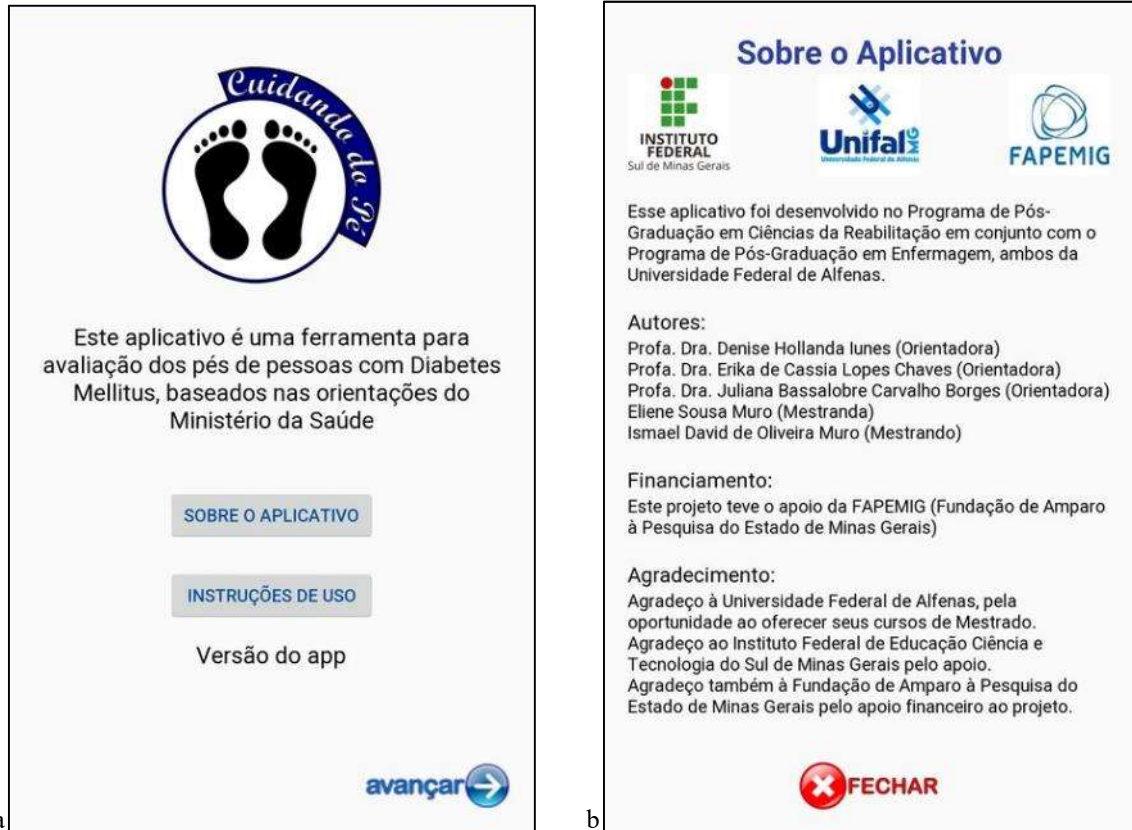 Cuidando do Pé
Este aplicativo é uma ferramenta para
avaliação dos pés de pessoas com Diabetes
Mellitus, baseados nas orientações do
Ministério da Saúde
SOBRE O APLICATIVO
INSTRUÇÕES DE USO
Versão do app
avançar
a
Sobre o Aplicativo
INSTITUTO
FEDERAL
Sul de Minas Gerais
Unifal MG
Universidade Federal de Alfenas
FAPEMIG
Esse aplicativo foi desenvolvido no Programa de Pós-
Graduação em Ciências da Reabilitação em conjunto com o
Programa de Pós-Graduação em Enfermagem, ambos da
Universidade Federal de Alfenas.
Autores:
Profa. Dra. Denise Hollanda Iunes (Orientadora)
Profa. Dra. Erika de Cassia Lopes Chaves (Orientadora)
Profa. Dra. Juliana Bassalobre Carvalho Borges (Orientadora)
Eliene Sousa Muro (Mestranda)
Ismael David de Oliveira Muro (Mestrando)
Financiamento:
Este projeto teve o apoio da FAPEMIG (Fundação de Amparo
à Pesquisa do Estado de Minas Gerais)
Agradecimento:
Agradeço à Universidade Federal de Alfenas, pela
oportunidade ao oferecer seus cursos de Mestrado.
Agradeço ao Instituto Federal de Educação Ciência e
Tecnologia do Sul de Minas Gerais pelo apoio.
Agradeço também à Fundação de Amparo à Pesquisa do
Estado de Minas Gerais pelo apoio financeiro ao projeto.
FECHAR
b